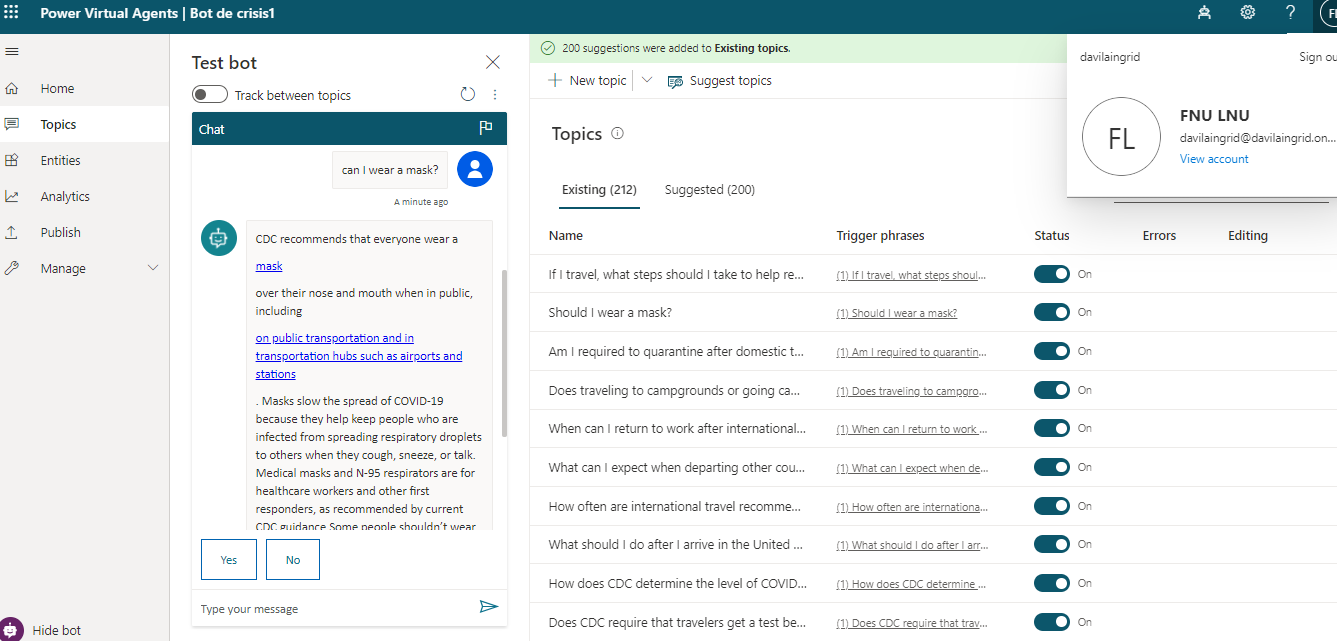 Power Virtual Agents | Bot de crisis1
?
Home
Topics
Entities
Analytics
Publish
Manage
Hide bot
Test bot
Track between topics
Chat
can I wear a mask?
A minute ago
CDC recommends that everyone wear a
mask
over their nose and mouth when in public,
including
on public transportation and in
transportation hubs such as airports and
stations
. Masks slow the spread of COVID-19
because they help keep people who are
infected from spreading respiratory droplets
to others when they cough, sneeze, or talk.
Medical masks and N-95 respirators are for
healthcare workers and other first
responders, as recommended by current
CDC guidance Some people shouldn't wear
Yes No
Type your message
200 suggestions were added to Existing topics.
New topic Suggest topics
Topics
Existing (212) Suggested (200)
Name Trigger phrases Status Errors Editing
If I travel, what steps should I take to help re... (1) If I travel, what steps shoul... On
Should I wear a mask? (1) Should I wear a mask? On
Am I required to quarantine after domestic t... (1) Am I required to quarantin... On
Does traveling to campgrounds or going ca... (1) Does traveling to campgro... On
When can I return to work after international... (1) When can I return to work ... On
What can I expect when departing other cou... (1) What can I expect when de... On
How often are international travel recomme... (1) How often are internationa... On
What should I do after I arrive in the United ... (1) What should I do after I arr... On
How does CDC determine the level of COVID... (1) How does CDC determine ... On
Does CDC require that travelers get a test be... (1) Does CDC require that trav... On
davilaingrid Sign ou
FL
FNU LNU
davilaingrid@davilaingrid.on...
View account